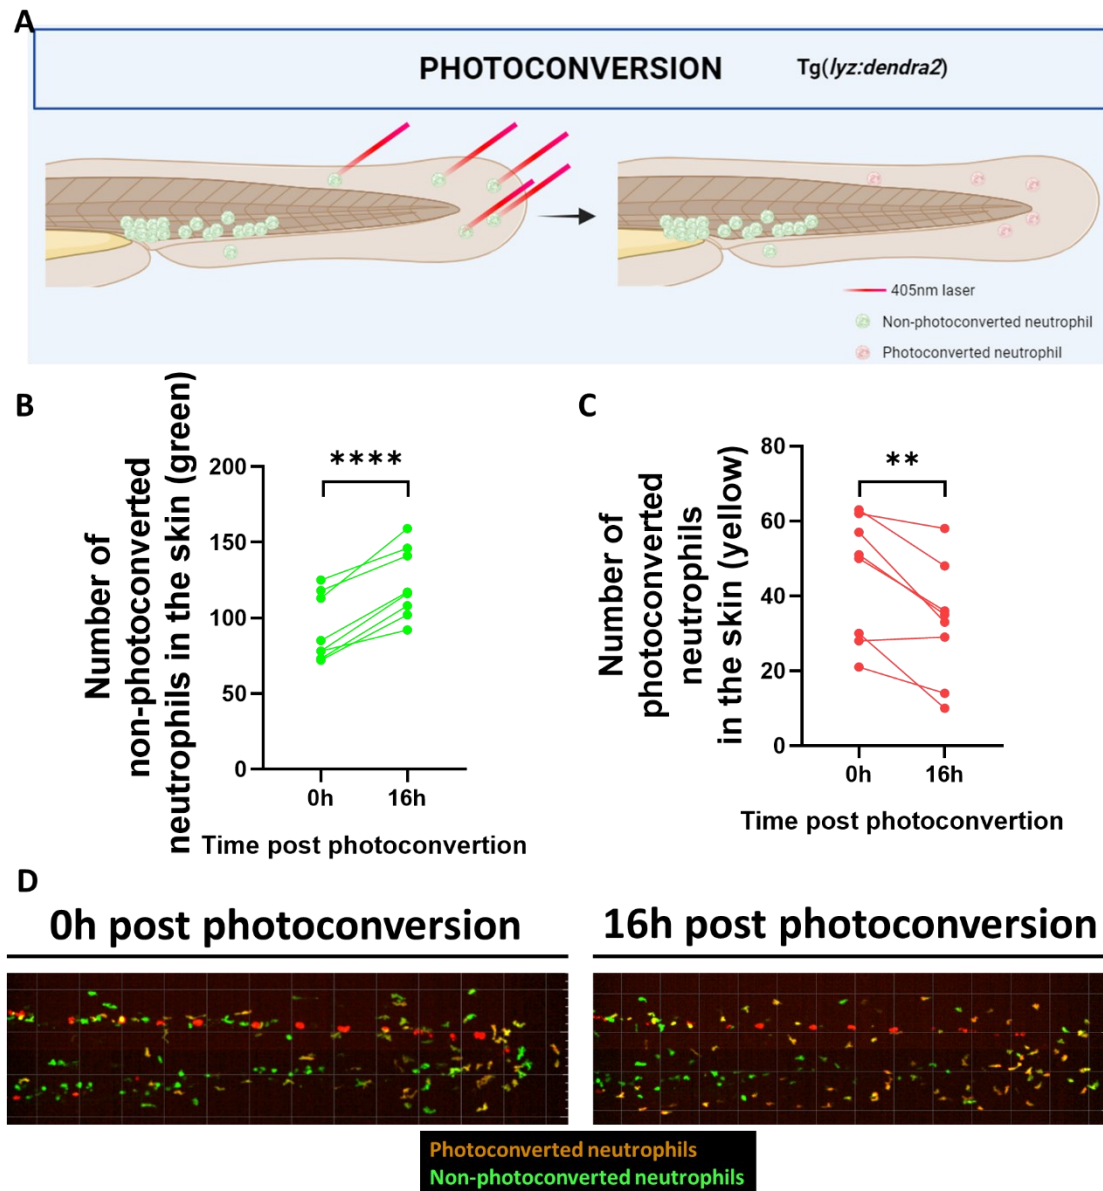 A
PHOTOCONVERSION Tg(lyz:dendra2)
405nm laser
Non-photoconverted neutrophil
Photoconverted neutrophil
B
Number of
non-photoconverted
neutrophils in the skin (green)
200
150
100
50
0
****
0h 16h
Time post photoconvertion
C
Number of
photoconverted
neutrophils
in the skin (yellow)
80
60
40
20
0
**
0h 16h
Time post photoconvertion
D
0h post photoconversion
16h post photoconversion
Photoconverted neutrophils
Non-photoconverted neutrophils